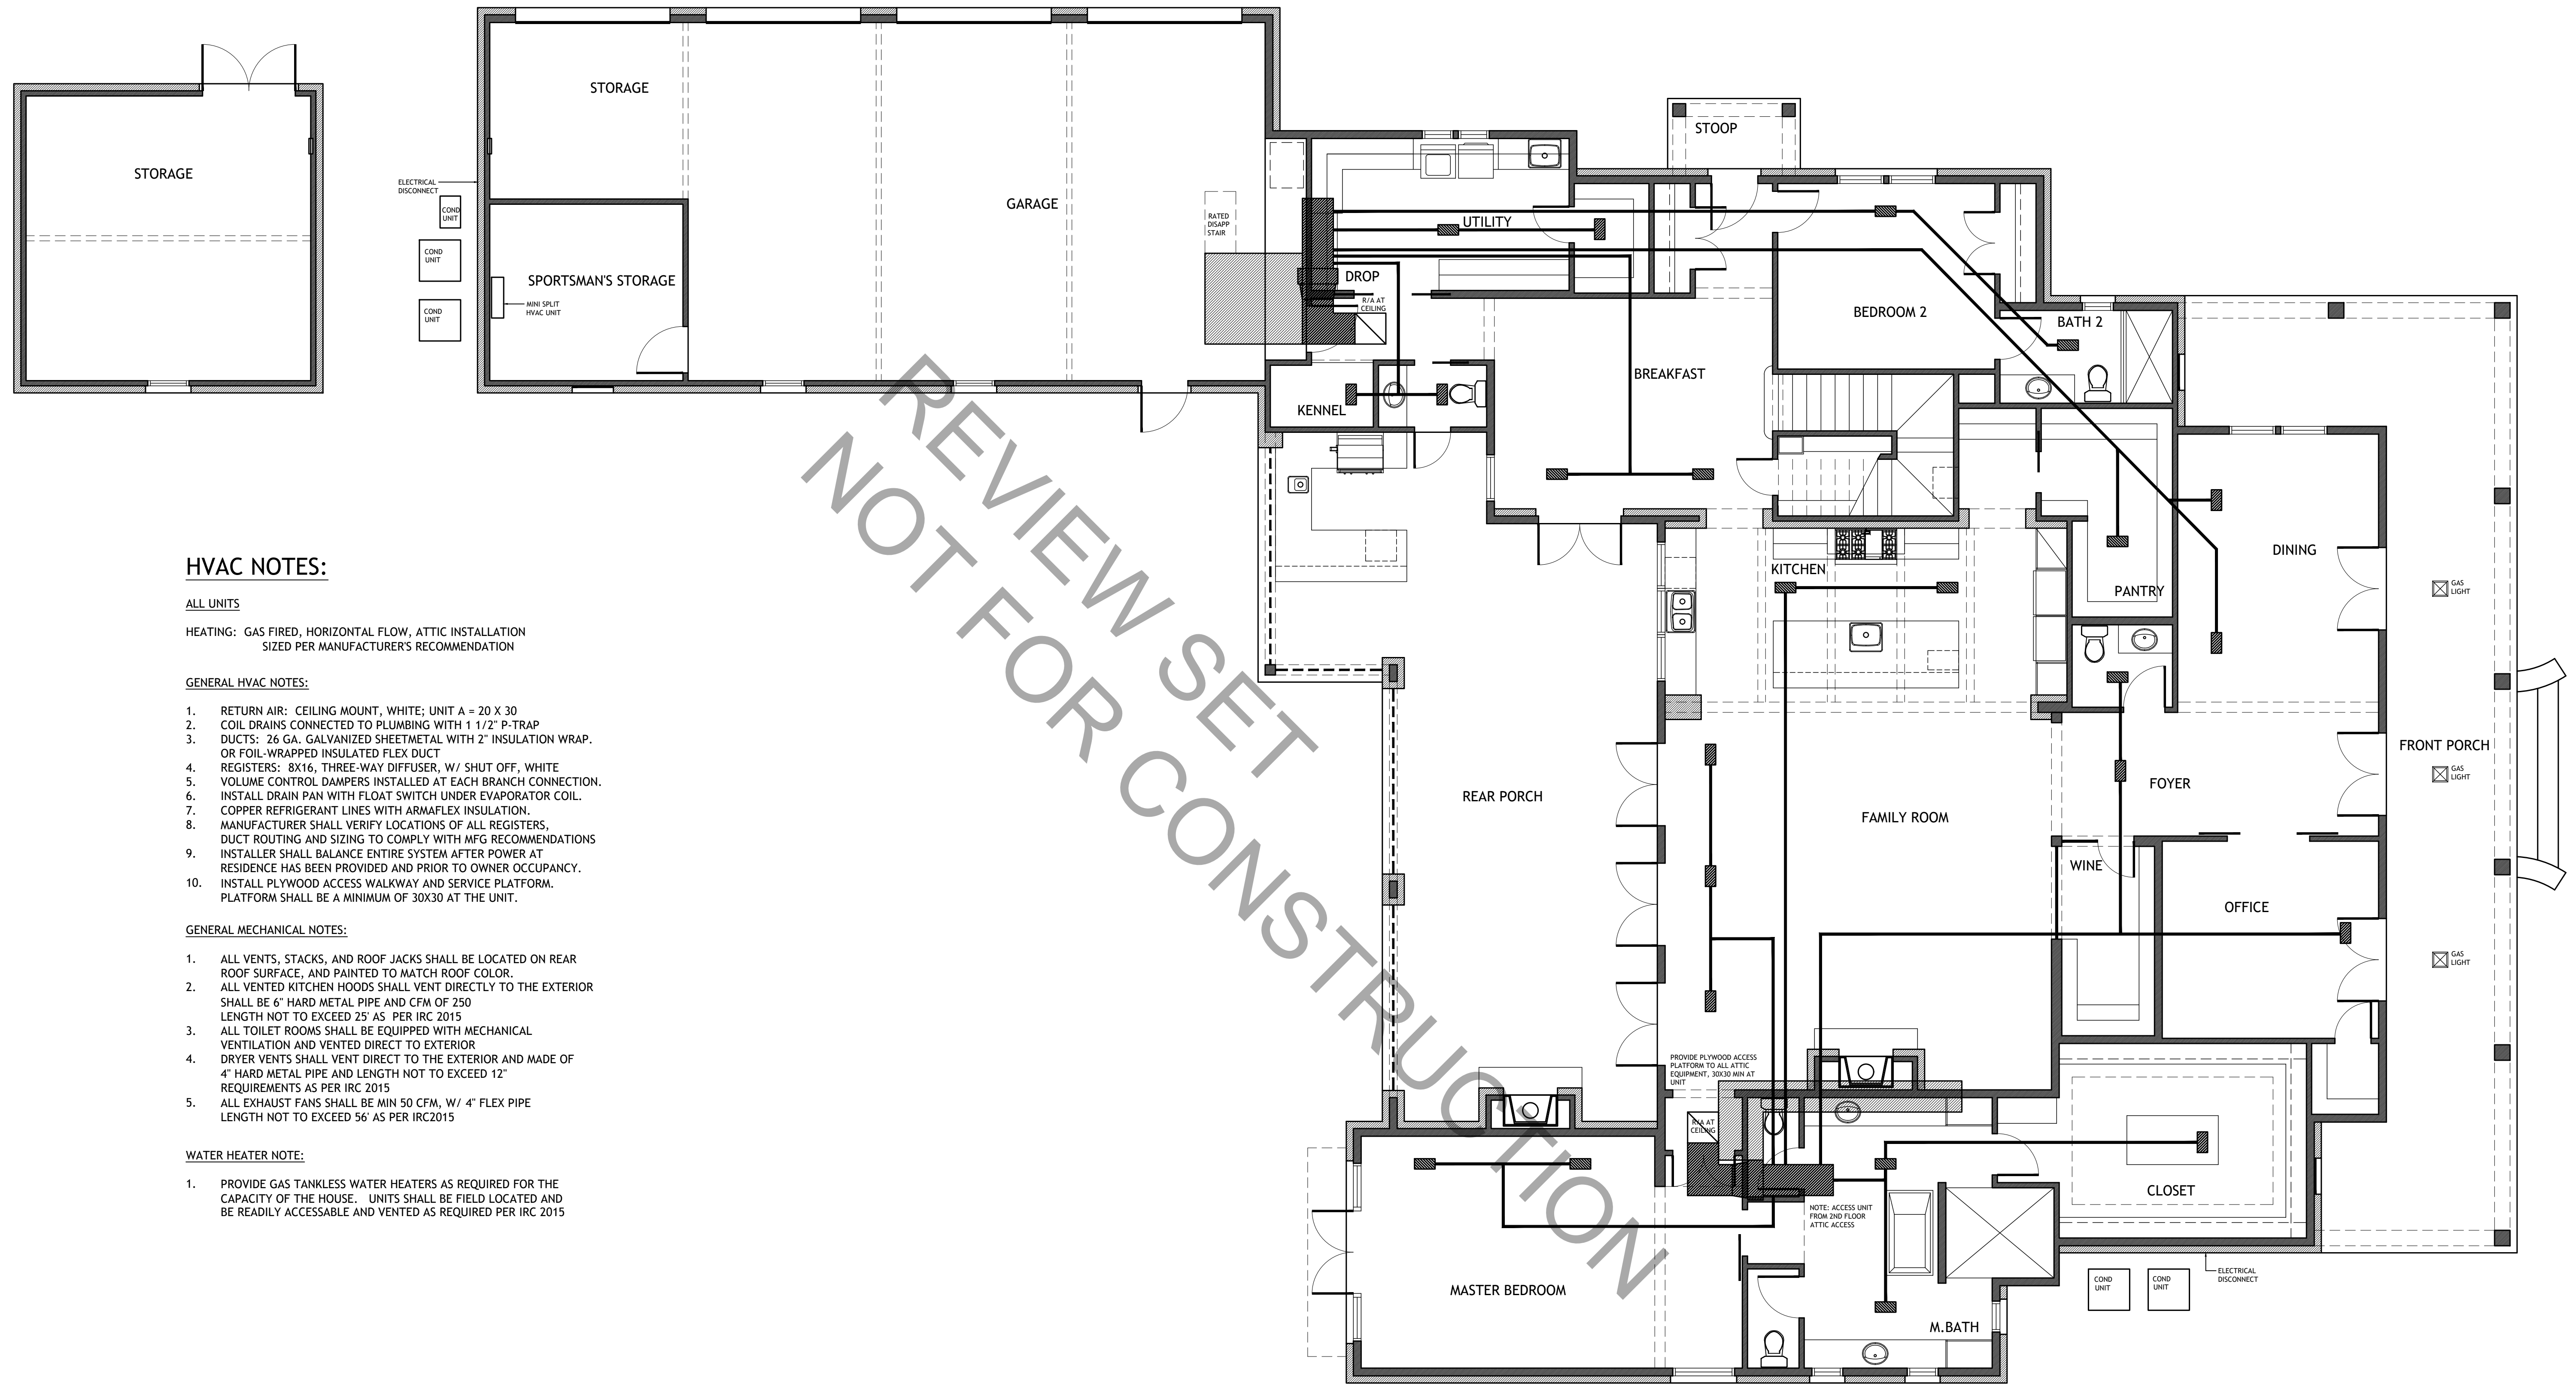 STORAGE
STORAGE
GARAGE
SPORTSMAN'S STORAGE
MINI SPLIT
HVAC UNIT
ELECTRICAL
DISCONNECT
COND
UNIT
COND
UNIT
COND
UNIT
RATED
DISAPP
STAIR
STOOP
UTILITY
DROP
R/A AT
CEILING
KENNEL
BREAKFAST
BEDROOM 2
BATH 2
KITCHEN
PANTRY
DINING
GAS
LIGHT
FRONT PORCH
GAS
LIGHT
GAS
LIGHT
FOYER
REAR PORCH
FAMILY ROOM
WINE
OFFICE
PROVIDE PLYWOOD ACCESS
PLATFORM TO ALL ATTIC
EQUIPMENT, 30X30 MIN AT
UNIT
R/A AT
CEILING
NOTE: ACCESS UNIT
FROM 2ND FLOOR
ATTIC ACCESS
CLOSET
MASTER BEDROOM
M.BATH
COND
UNIT
COND
UNIT
ELECTRICAL
DISCONNECT
REVIEW SET
NOT FOR CONSTRUCTION
HVAC NOTES:
ALL UNITS
HEATING: GAS FIRED, HORIZONTAL FLOW, ATTIC INSTALLATION
SIZED PER MANUFACTURER'S RECOMMENDATION
GENERAL HVAC NOTES:
1. RETURN AIR: CEILING MOUNT, WHITE; UNIT A = 20 X 30
2. COIL DRAINS CONNECTED TO PLUMBING WITH 1 1/2" P-TRAP
3. DUCTS: 26 GA. GALVANIZED SHEETMETAL WITH 2" INSULATION WRAP.
OR FOIL-WRAPPED INSULATED FLEX DUCT
4. REGISTERS: 8X16, THREE-WAY DIFFUSER, W/ SHUT OFF, WHITE
5. VOLUME CONTROL DAMPERS INSTALLED AT EACH BRANCH CONNECTION.
6. INSTALL DRAIN PAN WITH FLOAT SWITCH UNDER EVAPORATOR COIL.
7. COPPER REFRIGERANT LINES WITH ARMAFLEX INSULATION.
8. MANUFACTURER SHALL VERIFY LOCATIONS OF ALL REGISTERS,
DUCT ROUTING AND SIZING TO COMPLY WITH MFG RECOMMENDATIONS
9. INSTALLER SHALL BALANCE ENTIRE SYSTEM AFTER POWER AT
RESIDENCE HAS BEEN PROVIDED AND PRIOR TO OWNER OCCUPANCY.
10. INSTALL PLYWOOD ACCESS WALKWAY AND SERVICE PLATFORM.
PLATFORM SHALL BE A MINIMUM OF 30X30 AT THE UNIT.
GENERAL MECHANICAL NOTES:
1. ALL VENTS, STACKS, AND ROOF JACKS SHALL BE LOCATED ON REAR
ROOF SURFACE, AND PAINTED TO MATCH ROOF COLOR.
2. ALL VENTED KITCHEN HOODS SHALL VENT DIRECTLY TO THE EXTERIOR
SHALL BE 6" HARD METAL PIPE AND CFM OF 250
LENGTH NOT TO EXCEED 25' AS PER IRC 2015
3. ALL TOILET ROOMS SHALL BE EQUIPPED WITH MECHANICAL
VENTILATION AND VENTED DIRECT TO EXTERIOR
4. DRYER VENTS SHALL VENT DIRECT TO THE EXTERIOR AND MADE OF
4" HARD METAL PIPE AND LENGTH NOT TO EXCEED 12"
REQUIREMENTS AS PER IRC 2015
5. ALL EXHAUST FANS SHALL BE MIN 50 CFM, W/ 4" FLEX PIPE
LENGTH NOT TO EXCEED 56' AS PER IRC2015
WATER HEATER NOTE:
1. PROVIDE GAS TANKLESS WATER HEATERS AS REQUIRED FOR THE
CAPACITY OF THE HOUSE. UNITS SHALL BE FIELD LOCATED AND
BE READILY ACCESSABLE AND VENTED AS REQUIRED PER IRC 2015